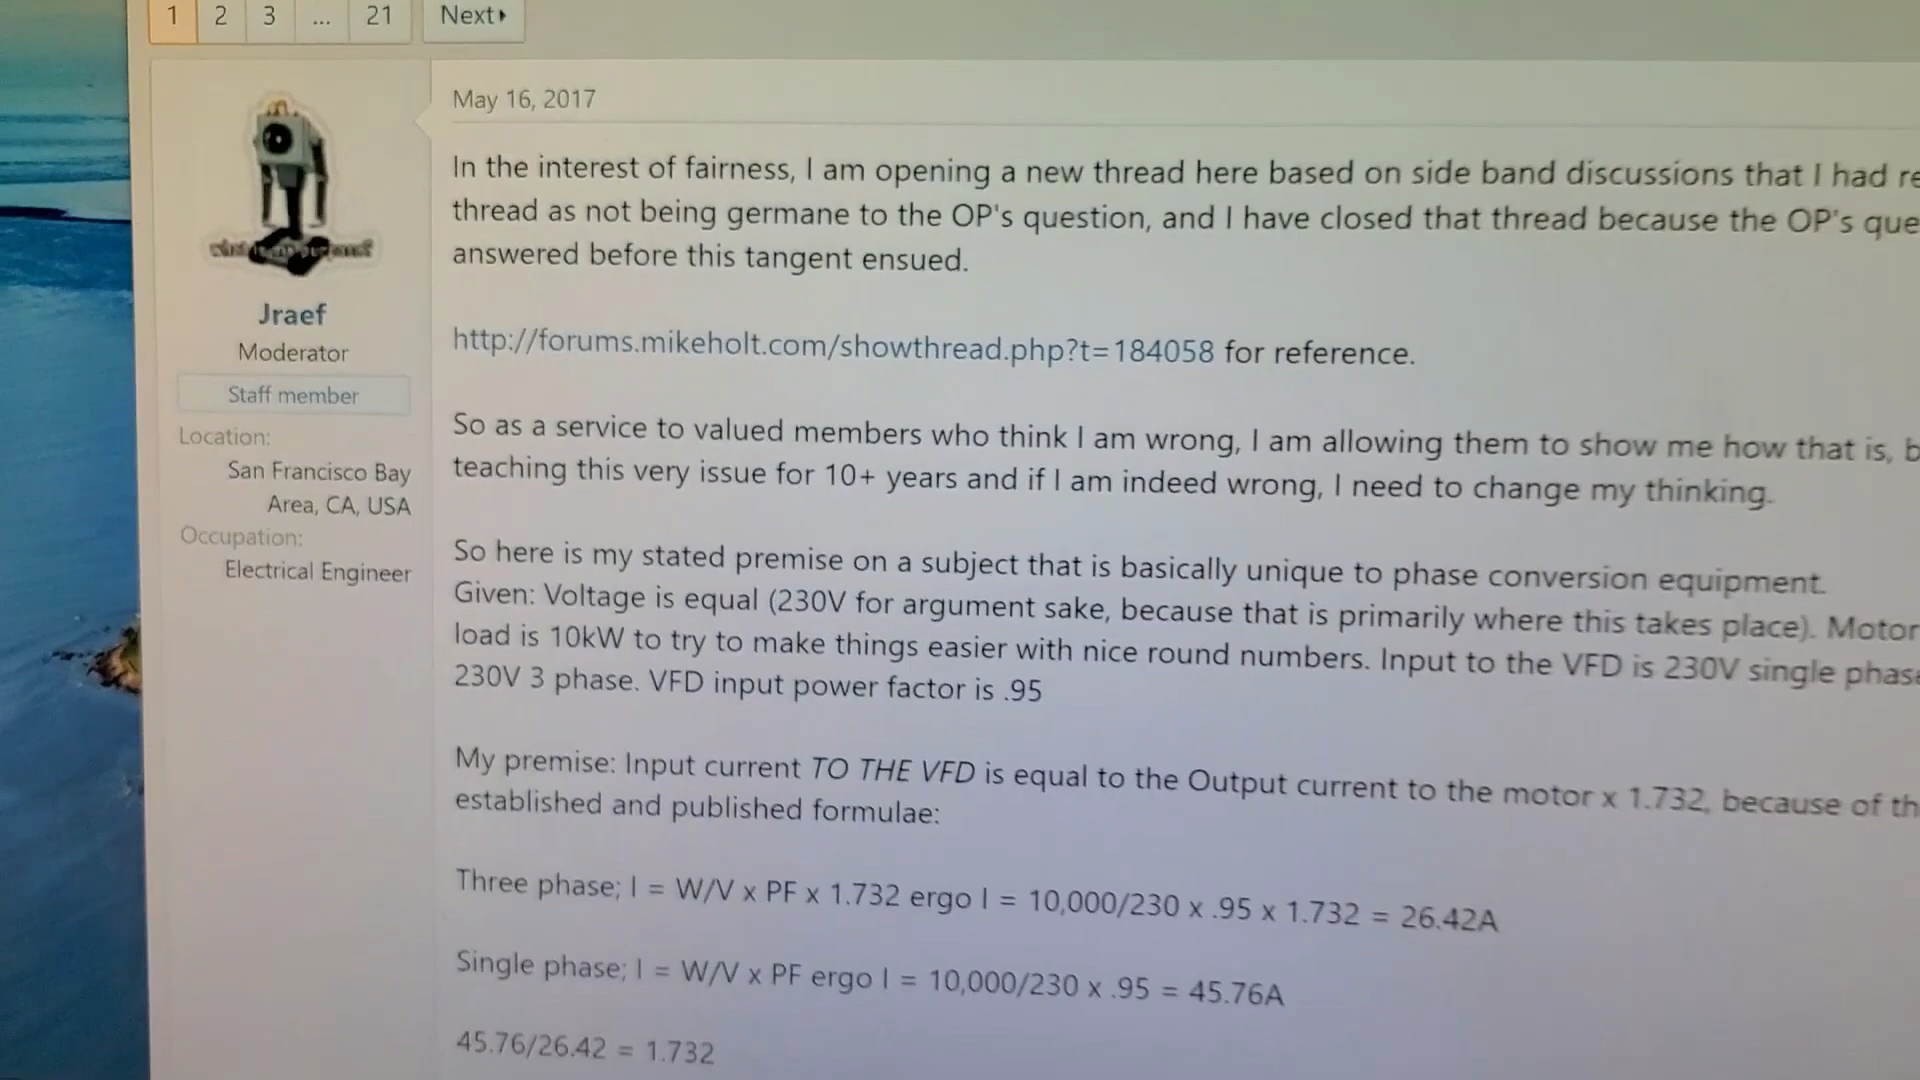 1 2 3 ... 21 Next
May 16, 2017
In the interest of fairness, I am opening a new thread here based on side band discussions that I had re
thread as not being germane to the OP's question, and I have closed that thread because the OP's que
answered before this tangent ensued.
Jraef
Moderator
Staff member
Location:
San Francisco Bay
Area, CA, USA
Occupation:
Electrical Engineer
http://forums.mikeholt.com/showthread.php?t=184058 for reference.
So as a service to valued members who think I am wrong, I am allowing them to show me how that is, b
teaching this very issue for 10+ years and if I am indeed wrong, I need to change my thinking.
So here is my stated premise on a subject that is basically unique to phase conversion equipment.
Given: Voltage is equal (230V for argument sake, because that is primarily where this takes place). Motor
load is 10kW to try to make things easier with nice round numbers. Input to the VFD is 230V single phase
230V 3 phase. VFD input power factor is .95
My premise: Input current TO THE VFD is equal to the Output current to the motor x 1.732, because of th
established and published formulae:
Three phase; I = W/V x PF x 1.732 ergo I = 10,000/230 x .95 x 1.732 = 26.42A
Single phase; I = W/V x PF ergo I = 10,000/230 x .95 = 45.76A
45.76/26.42 = 1.732